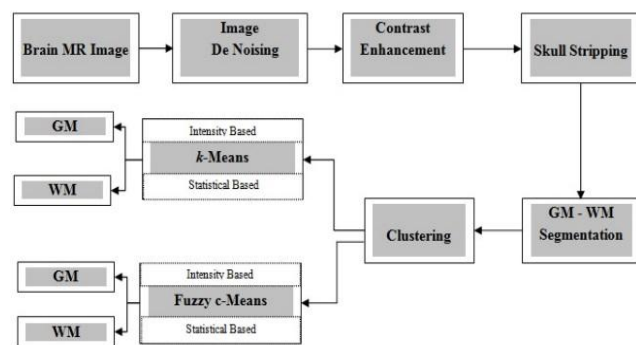 Brain MR Image
Image
De Noising
Contrast
Enhancement
Skull Stripping
GM
WM
Intensity Based
k-Means
Statistical Based
Clustering
GM - WM
Segmentation
GM
WM
Intensity Based
Fuzzy c-Means
Statistical Based